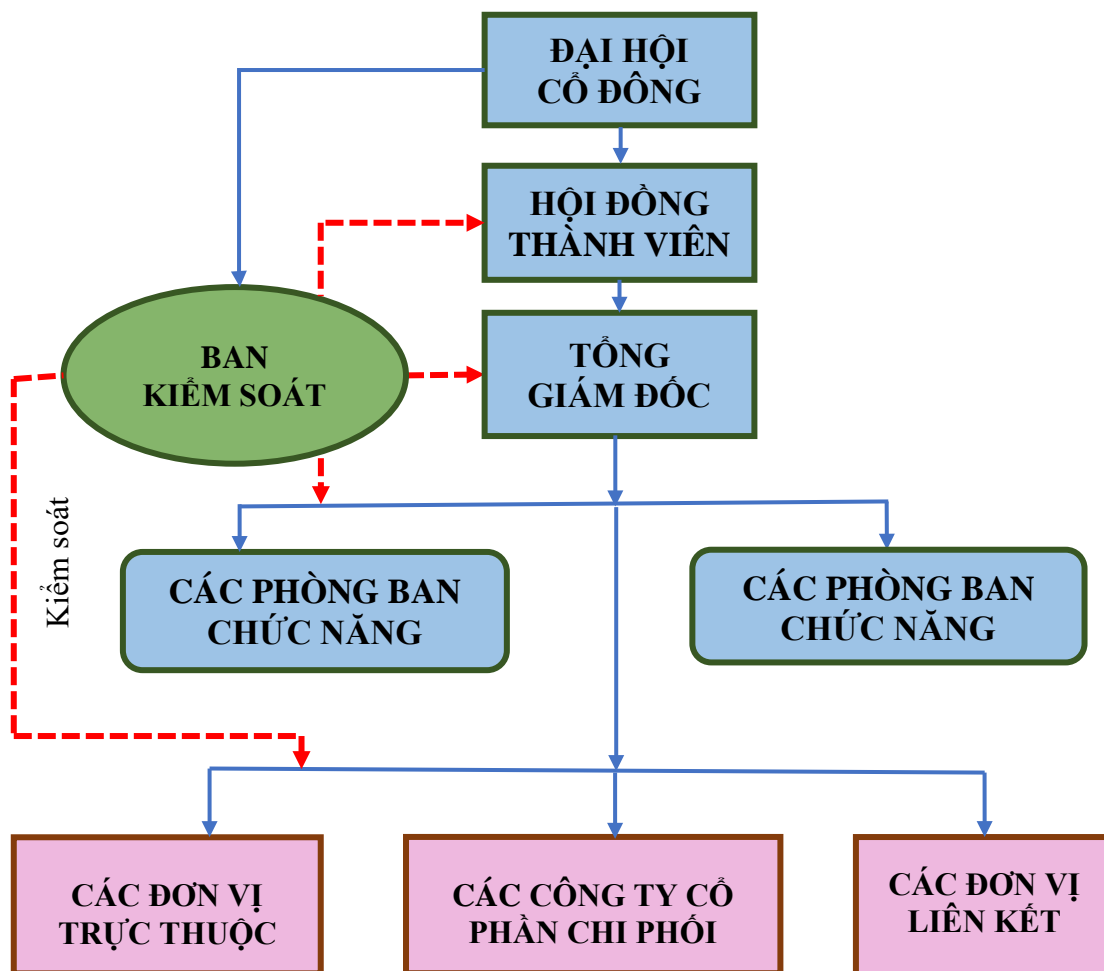 ĐẠI HỘI
CỔ ĐÔNG
HỘI ĐỒNG
THÀNH VIÊN
BAN
KIỂM SOÁT
TỔNG
GIÁM ĐỐC
Kiểm soát
CÁC PHÒNG BAN
CHỨC NĂNG
CÁC PHÒNG BAN
CHỨC NĂNG
CÁC ĐƠN VỊ
TRỰC THUỘC
CÁC CÔNG TY CỔ
PHẦN CHI PHỐI
CÁC ĐƠN VỊ
LIÊN KẾT